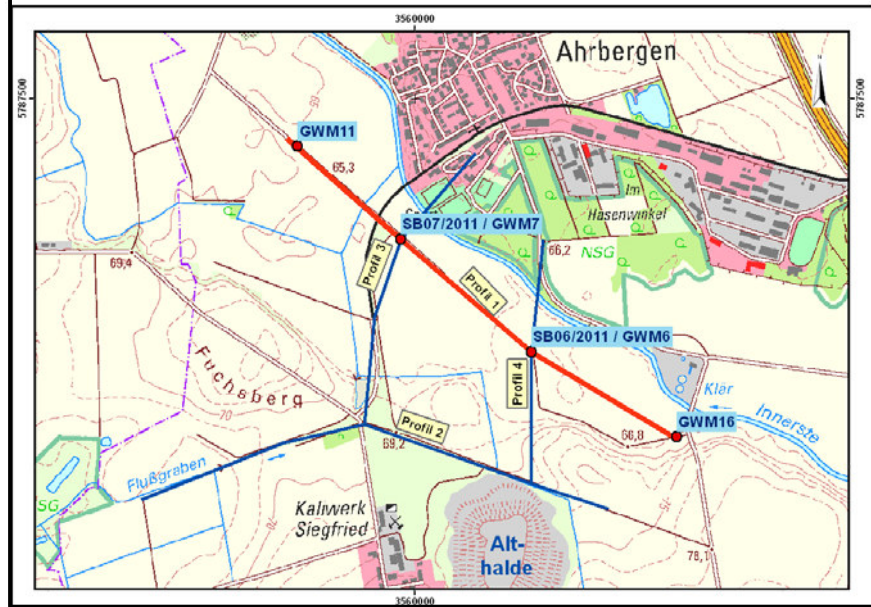 3560000
5787500
5787500
Ahrbergen
GWM11
65,3
Im
Hasenwinkel
SB07/2011 / GWM7
66,2
NSG
69,4
Profil 3
Profil 1
SB06/2011 / GWM6
Fuchsberg
Klär
Profil 4
Innerste
70
Profil 2
69,2
66,8
GWM16
Flußgraben
SG
Kaliwerk
Siegfried
Alt-
halde
78,1
3560000